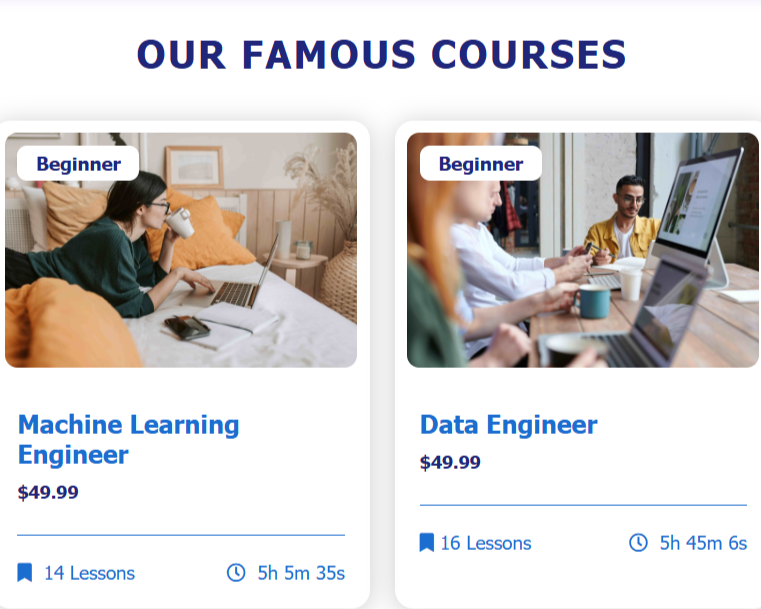 OUR FAMOUS COURSES
Beginner
Machine Learning
Engineer
$49.99
14 Lessons
5h 5m 35s
Beginner
Data Engineer
$49.99
16 Lessons
5h 45m 6s